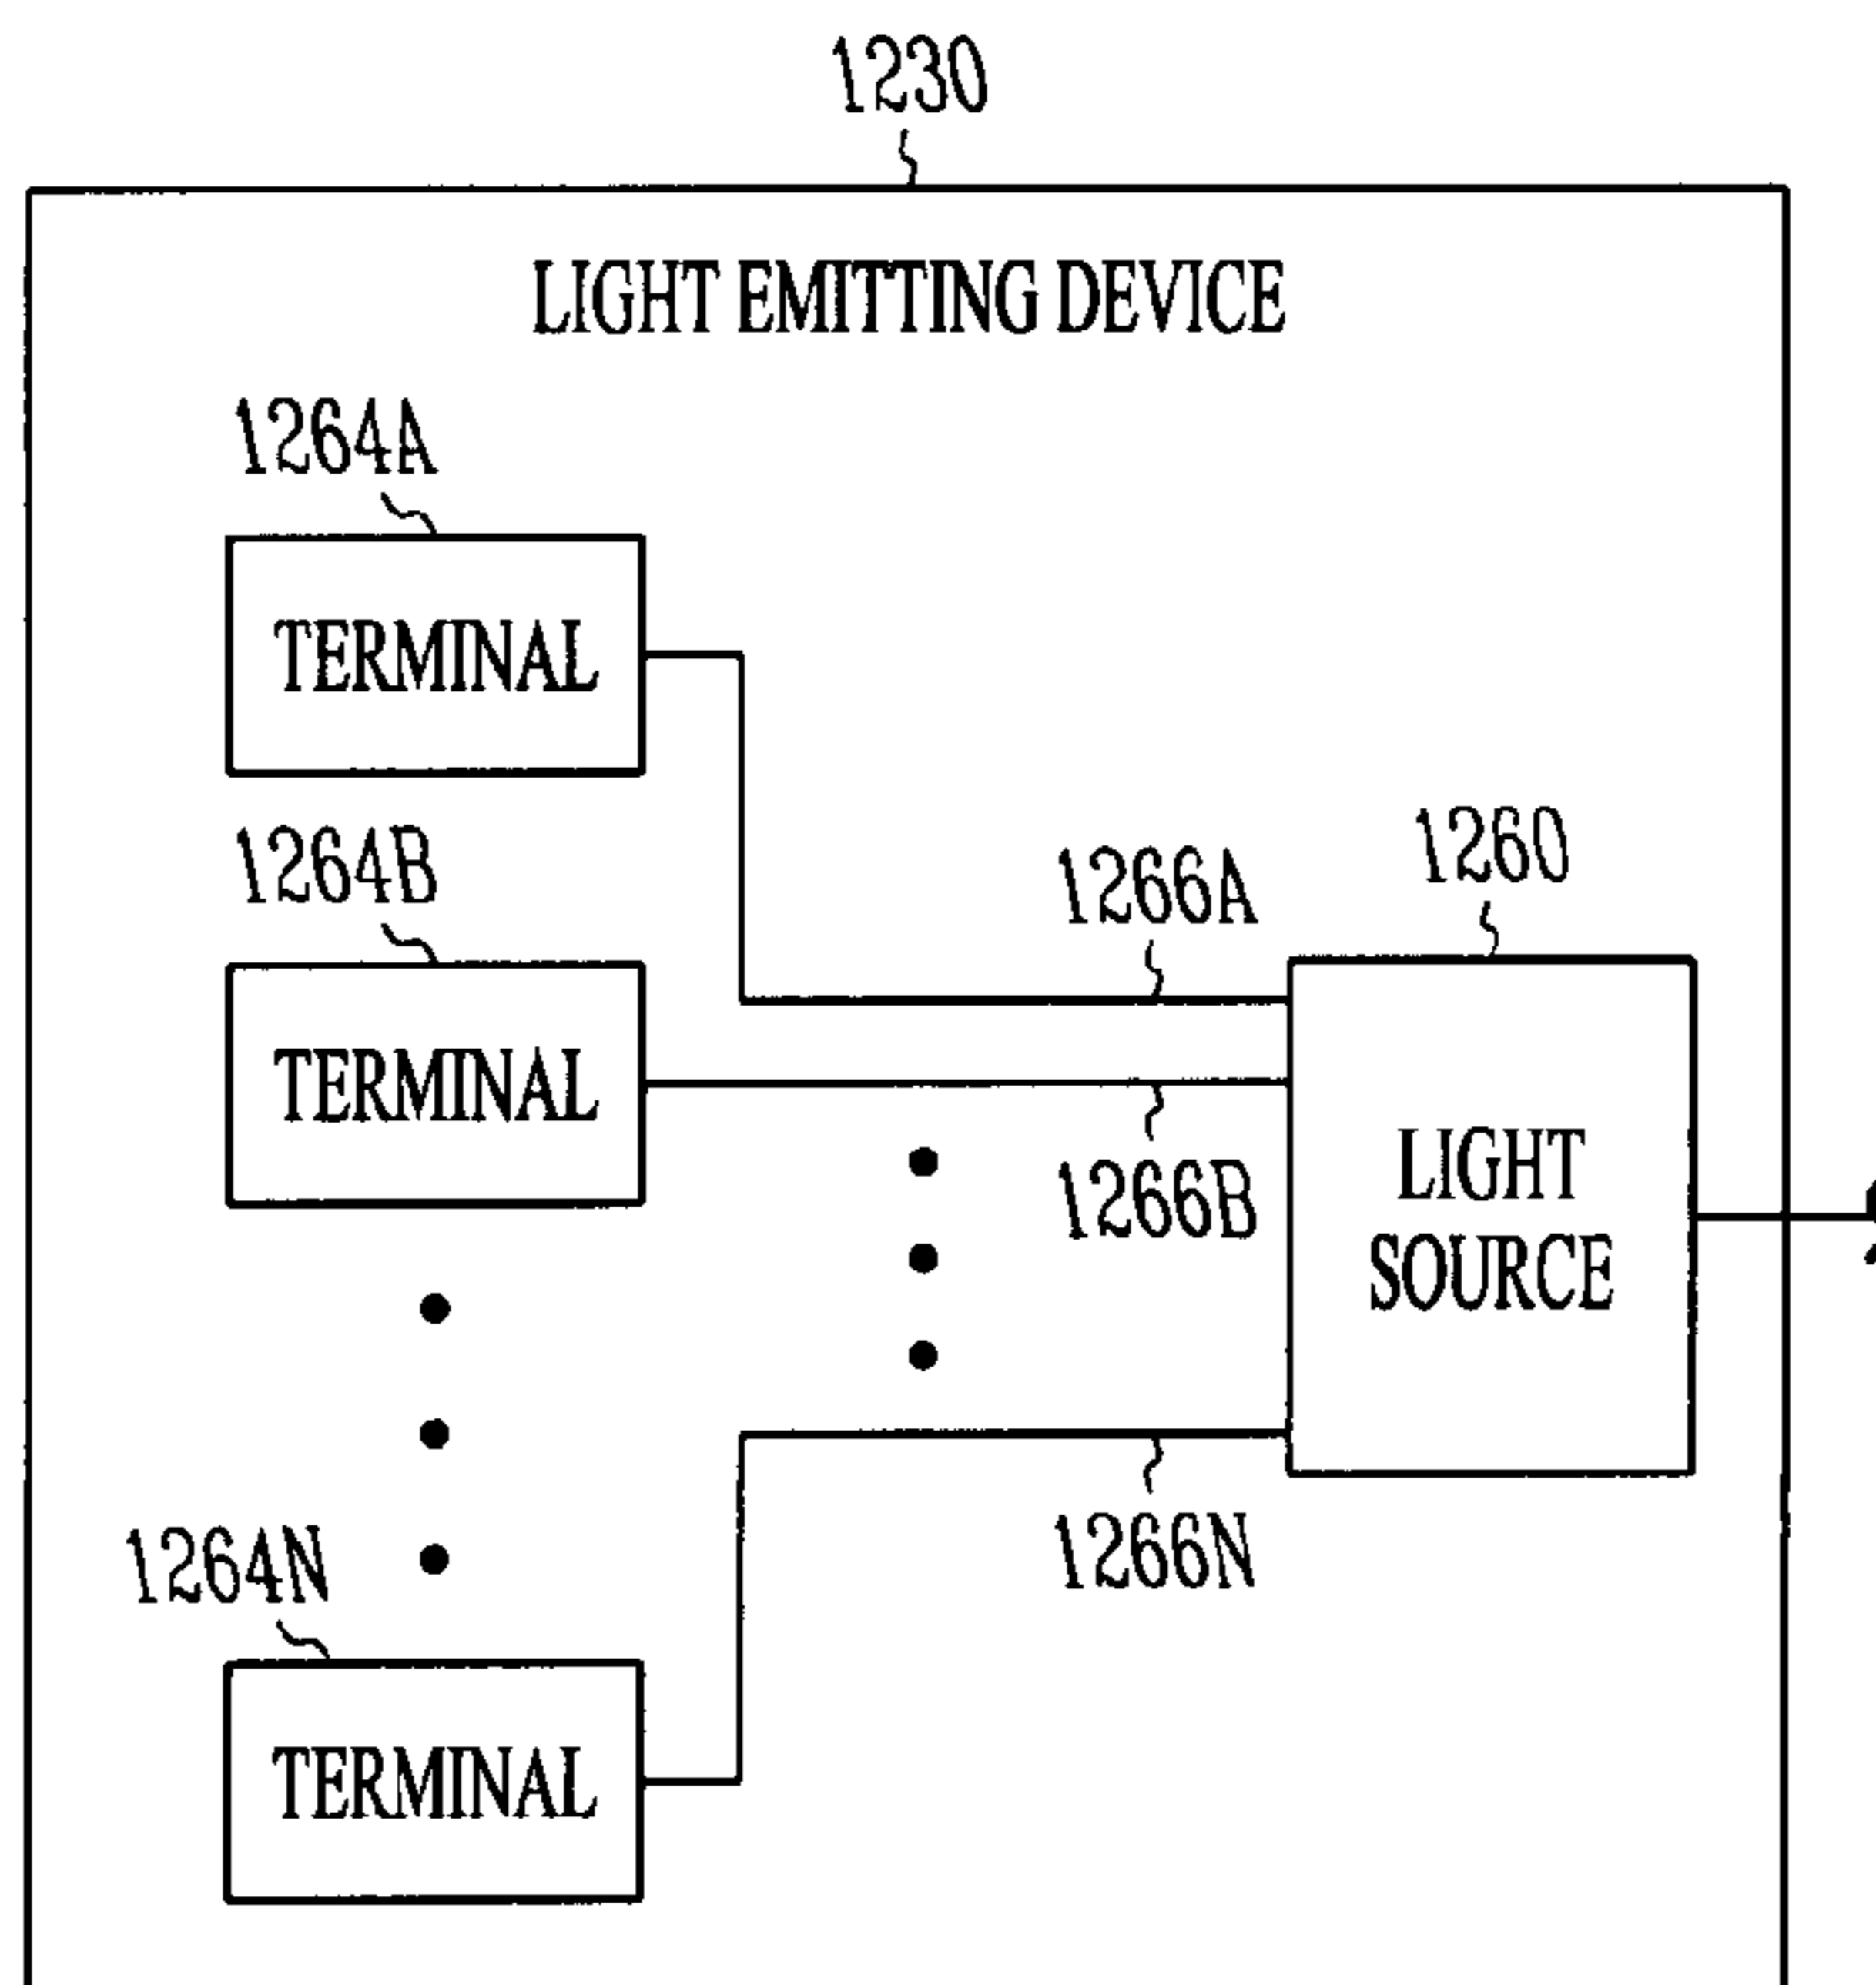 1230
LIGHT EMITTING DEVICE
1264A
TERMINAL
1264B
1266A
1260
TERMINAL
1266B
LIGHT
SOURCE
1264N
1266N
TERMINAL